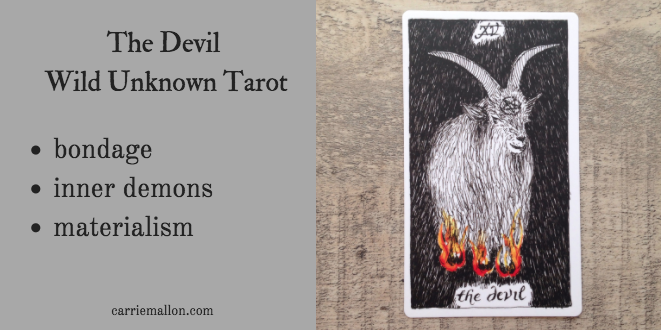 The Devil
Wild Unknown Tarot
bondage
inner demons
materialism
carriemallon.com
XV
the devil